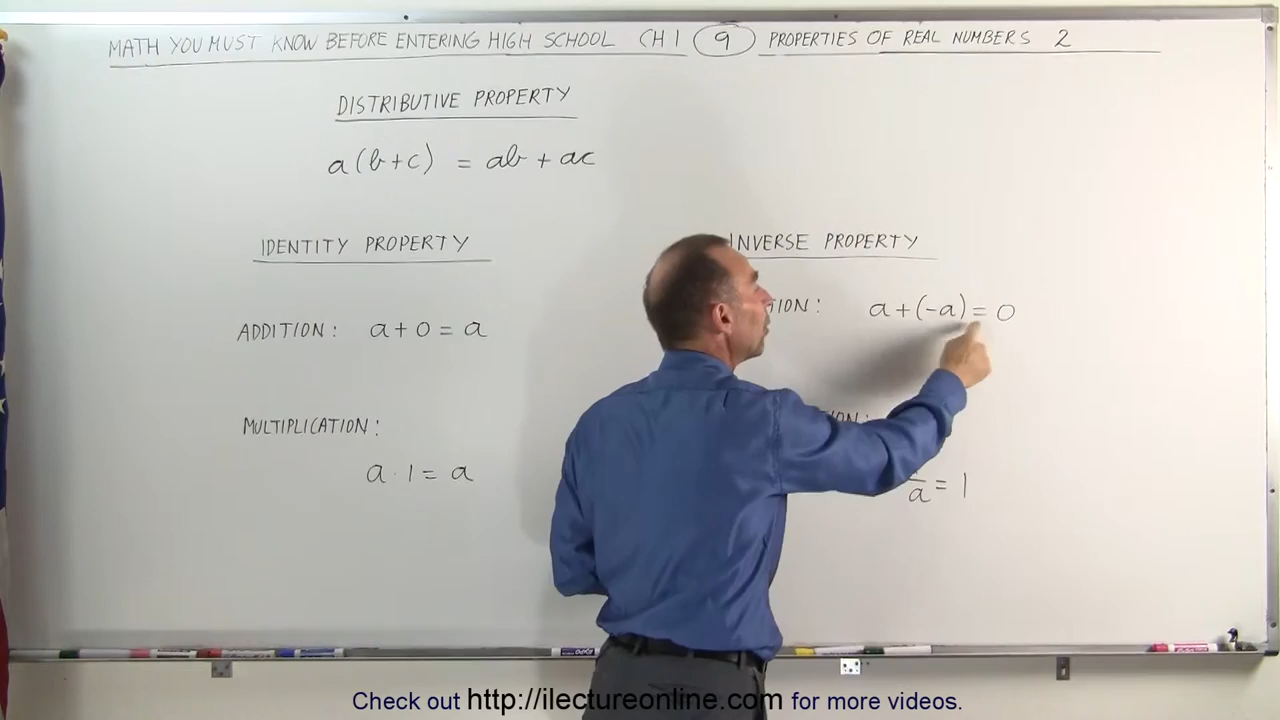 MATH YOU MUST KNOW BEFORE ENTERING HIGH SCHOOL CH 1 9 PROPERTIES OF REAL NUMBERS 2
DISTRIBUTIVE PROPERTY
a(b+c) = ab + ac
IDENTITY PROPERTY
ADDITION: a + 0 = a
MULTIPLICATION:
a · 1 = a
INVERSE PROPERTY
TION: a + (-a) = 0
ION:
a = 1
Check out http://ilectureonline.com for more videos.